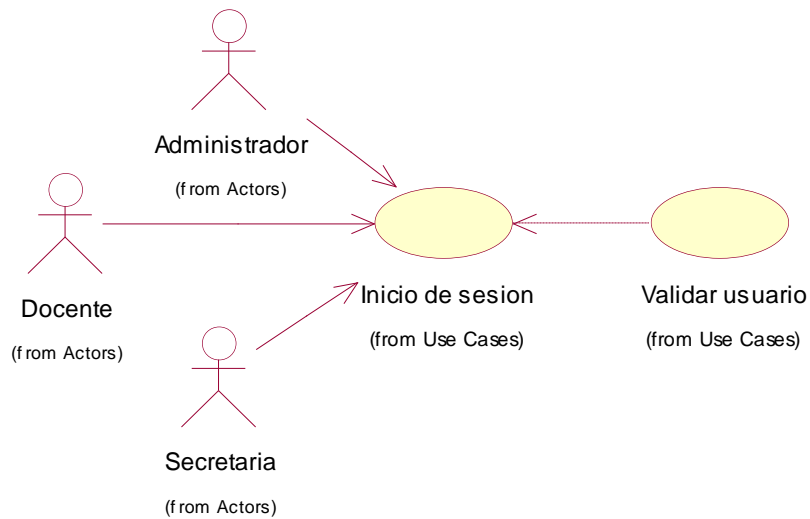 Administrador
(from Actors)
Docente
(from Actors)
Inicio de sesion
(from Use Cases)
Validar usuario
(from Use Cases)
Secretaria
(from Actors)